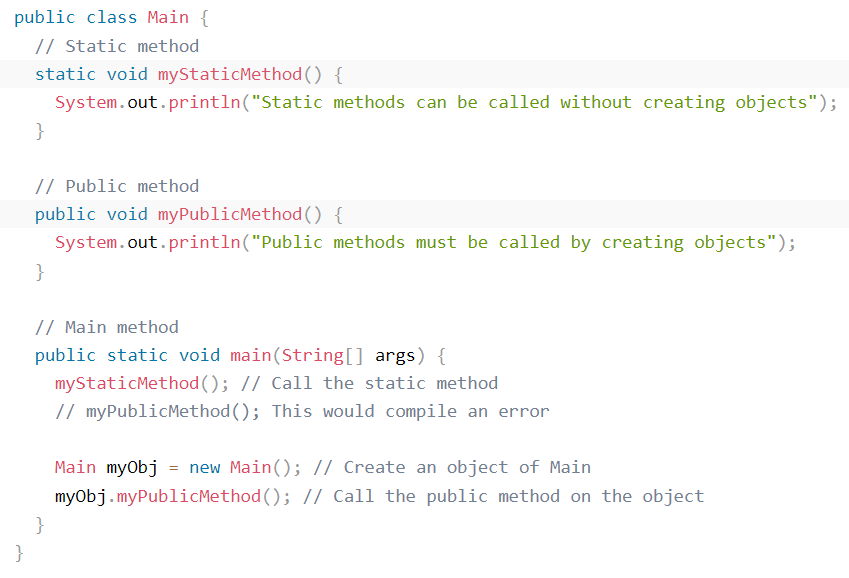 public class Main {
  // Static method
  static void myStaticMethod() {
    System.out.println("Static methods can be called without creating objects");
  }

  // Public method
  public void myPublicMethod() {
    System.out.println("Public methods must be called by creating objects");
  }

  // Main method
  public static void main(String[] args) {
    myStaticMethod(); // Call the static method
    // myPublicMethod(); This would compile an error

    Main myObj = new Main(); // Create an object of Main
    myObj.myPublicMethod(); // Call the public method on the object
  }
}